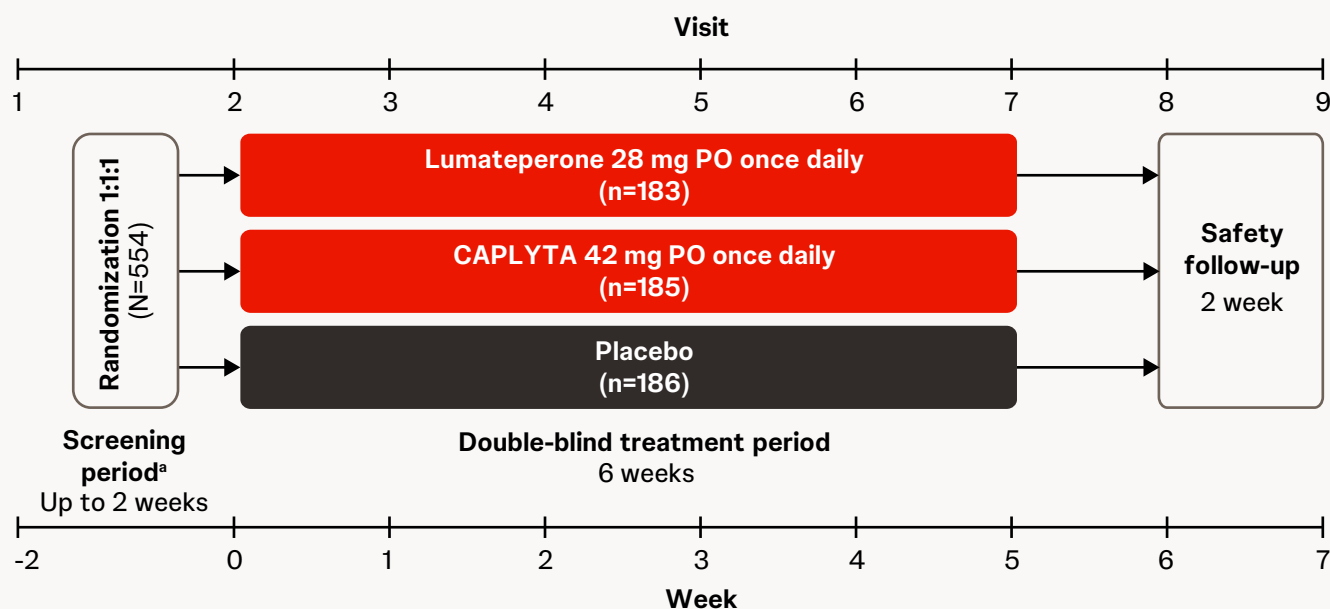 Visit
1 2 3 4 5 6 7 8 9
Randomization 1:1:1
(N=554)
Lumateperone 28 mg PO once daily
(n=183)
CAPLYTA 42 mg PO once daily
(n=185)
Placebo
(n=186)
Safety
follow-up
2 week
Screening
periodᵃ
Up to 2 weeks
Double-blind treatment period
6 weeks
-2 0 1 2 3 4 5 6 7
Week